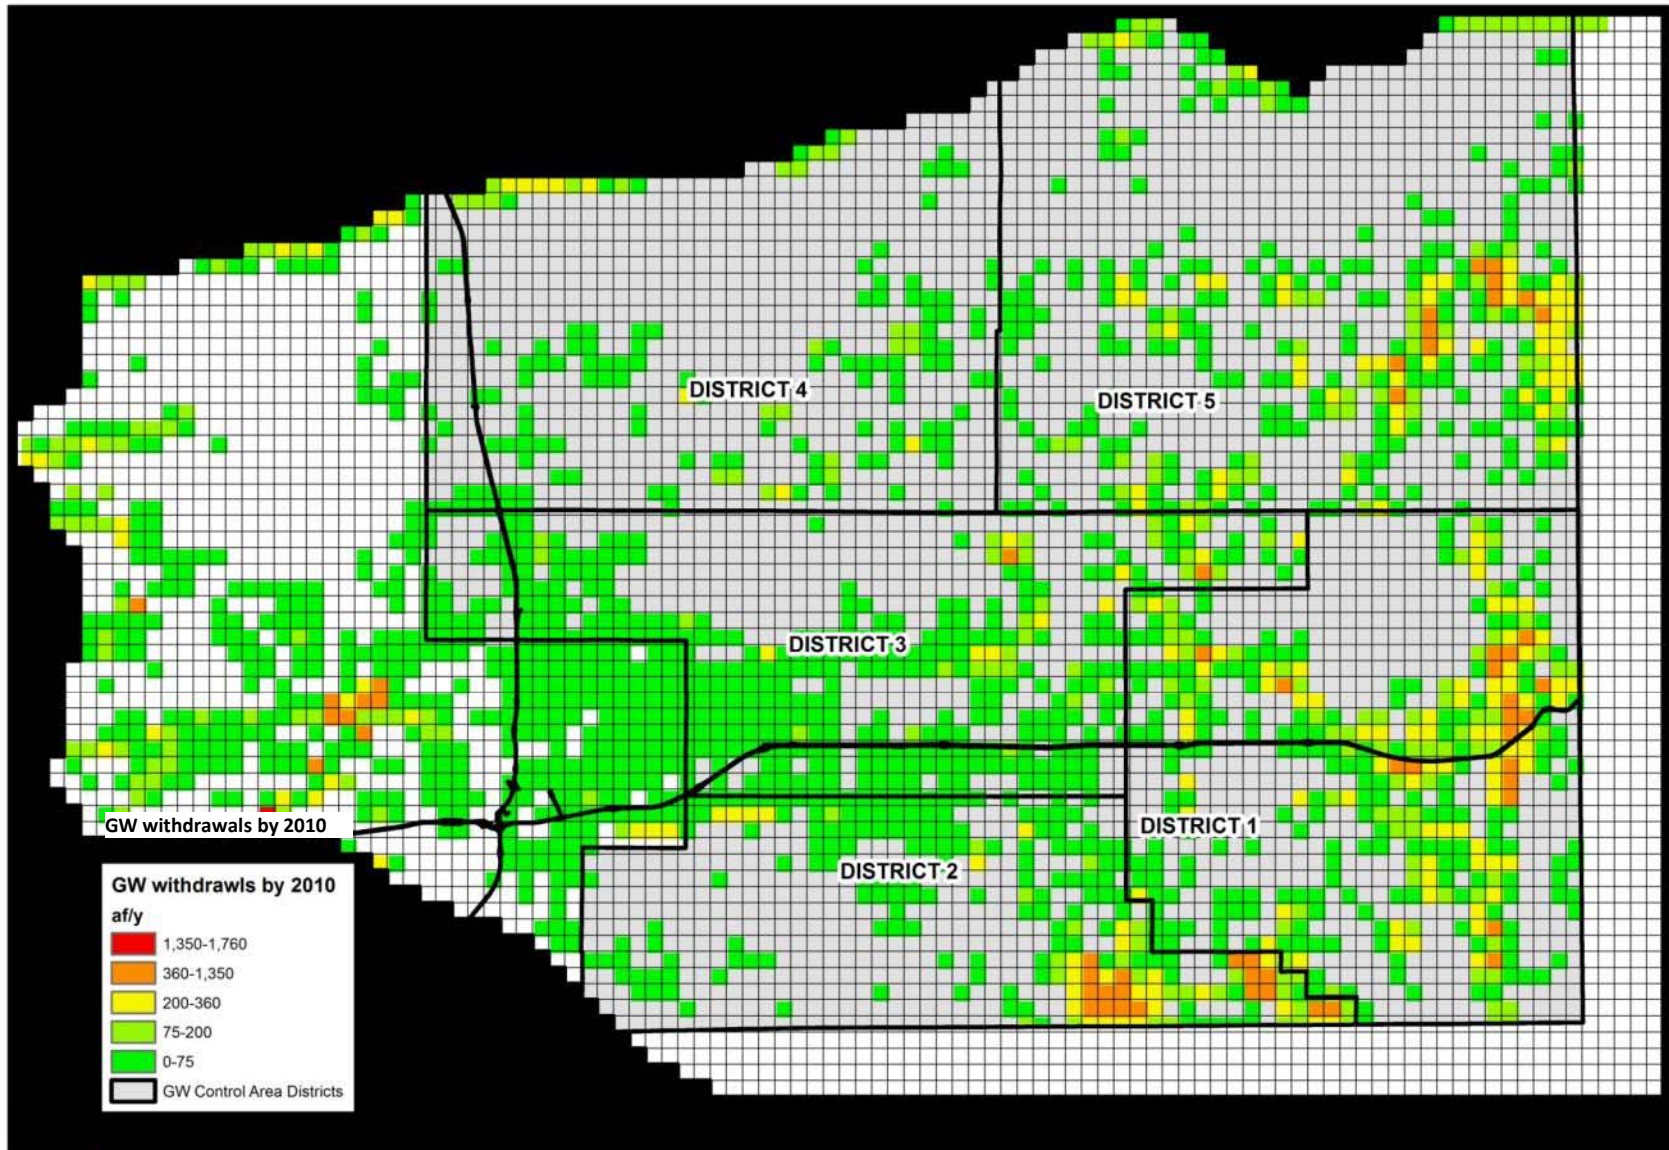 DISTRICT 4
DISTRICT 5
DISTRICT 3
DISTRICT 1
DISTRICT 2
GW withdrawals by 2010
GW withdrawls by 2010
af/y
1,350-1,760
360-1,350
200-360
75-200
0-75
GW Control Area Districts